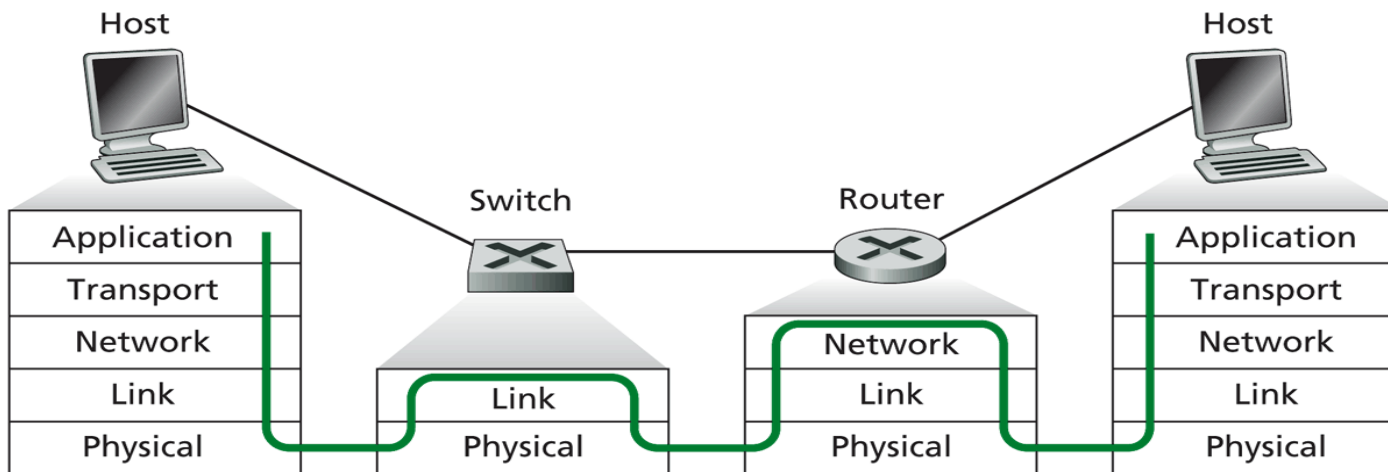 Host
Host
Switch
Router
Application
Transport
Network
Link
Physical
Link
Physical
Network
Link
Physical
Application
Transport
Network
Link
Physical